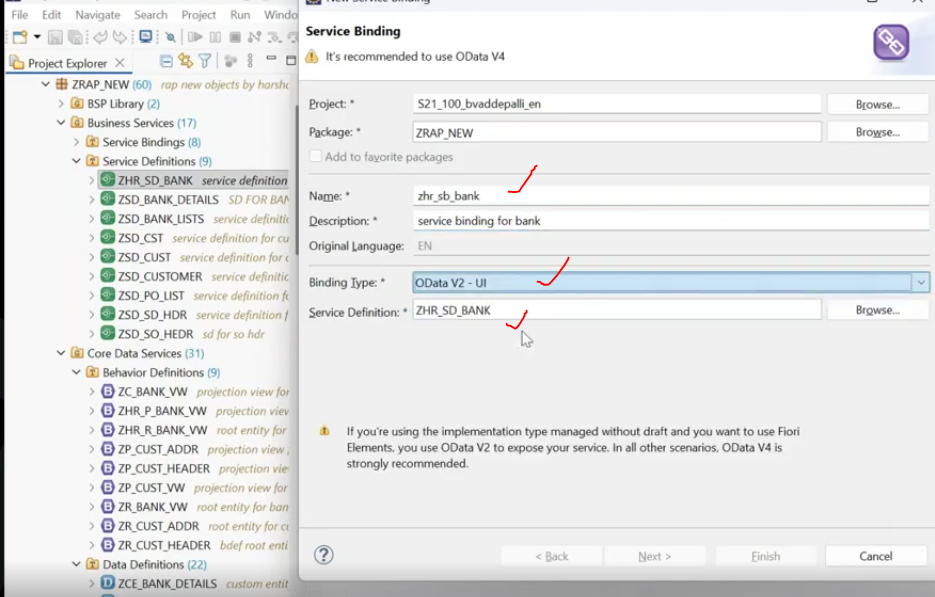 File Edit Navigate Search Project Run Windo
Project Explorer
ZRAP_NEW (60) rap new objects by harsho
BSP Library (2)
Business Services (17)
Service Bindings (8)
Service Definitions (9)
ZHR_SD_BANK service definition
ZSD_BANK_DETAILS SD FOR BAN
ZSD_BANK_LISTS service definitio
ZSD_CST service definition for cu
ZSD_CUST service definition for c
ZSD_CUSTOMER service definitio
ZSD_PO_LIST service definition f
ZSD_SD_HDR service definition f
ZSD_SO_HEDR sd for so hdr
Core Data Services (31)
Behavior Definitions (9)
ZC_BANK_VW projection view for
ZHR_P_BANK_VW projection view
ZHR_R_BANK_VW root entity for
ZP_CUST_ADDR projection view
ZP_CUST_HEADER projection vie
ZP_CUST_VW projection view for
ZR_BANK_VW root entity for ban
ZR_CUST_ADDR root entity for cu
ZR_CUST_HEADER bdef root enti
Data Definitions (22)
ZCE_BANK_DETAILS custom entit
New Service Binding
Service Binding
It's recommended to use OData V4
Project: * S21_100_bvaddepalli_en Browse...
Package: * ZRAP_NEW Browse...
Add to favorite packages
Name: * zhr_sb_bank
Description: * service binding for bank
Original Language: EN
Binding Type: * OData V2 - UI
Service Definition: * ZHR_SD_BANK Browse...
If you're using the implementation type managed without draft and you want to use Fiori
Elements, you use OData V2 to expose your service. In all other scenarios, OData V4 is
strongly recommended.
? < Back Next > Finish Cancel